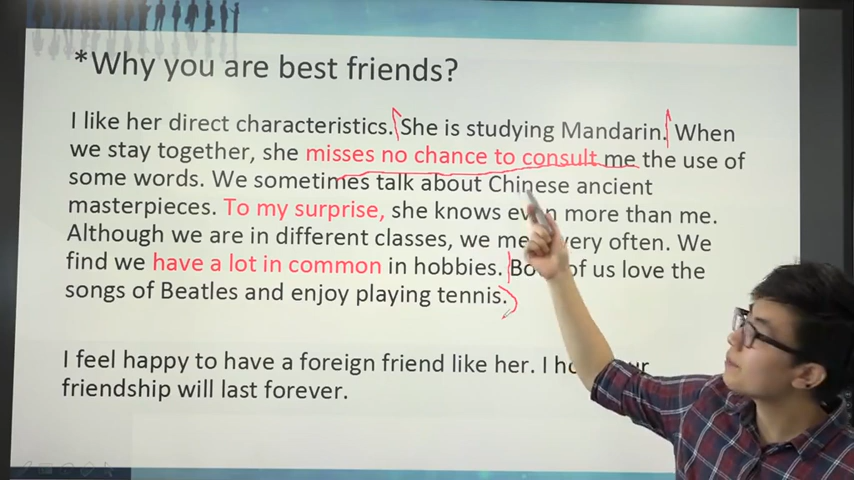 *Why you are best friends?
I like her direct characteristics. She is studying Mandarin. When
we stay together, she misses no chance to consult me the use of
some words. We sometimes talk about Chinese ancient
masterpieces. To my surprise, she knows even more than me.
Although we are in different classes, we very often. We
find we have a lot in common in hobbies. of us love the
songs of Beatles and enjoy playing tennis.
I feel happy to have a foreign friend like her. I
friendship will last forever.